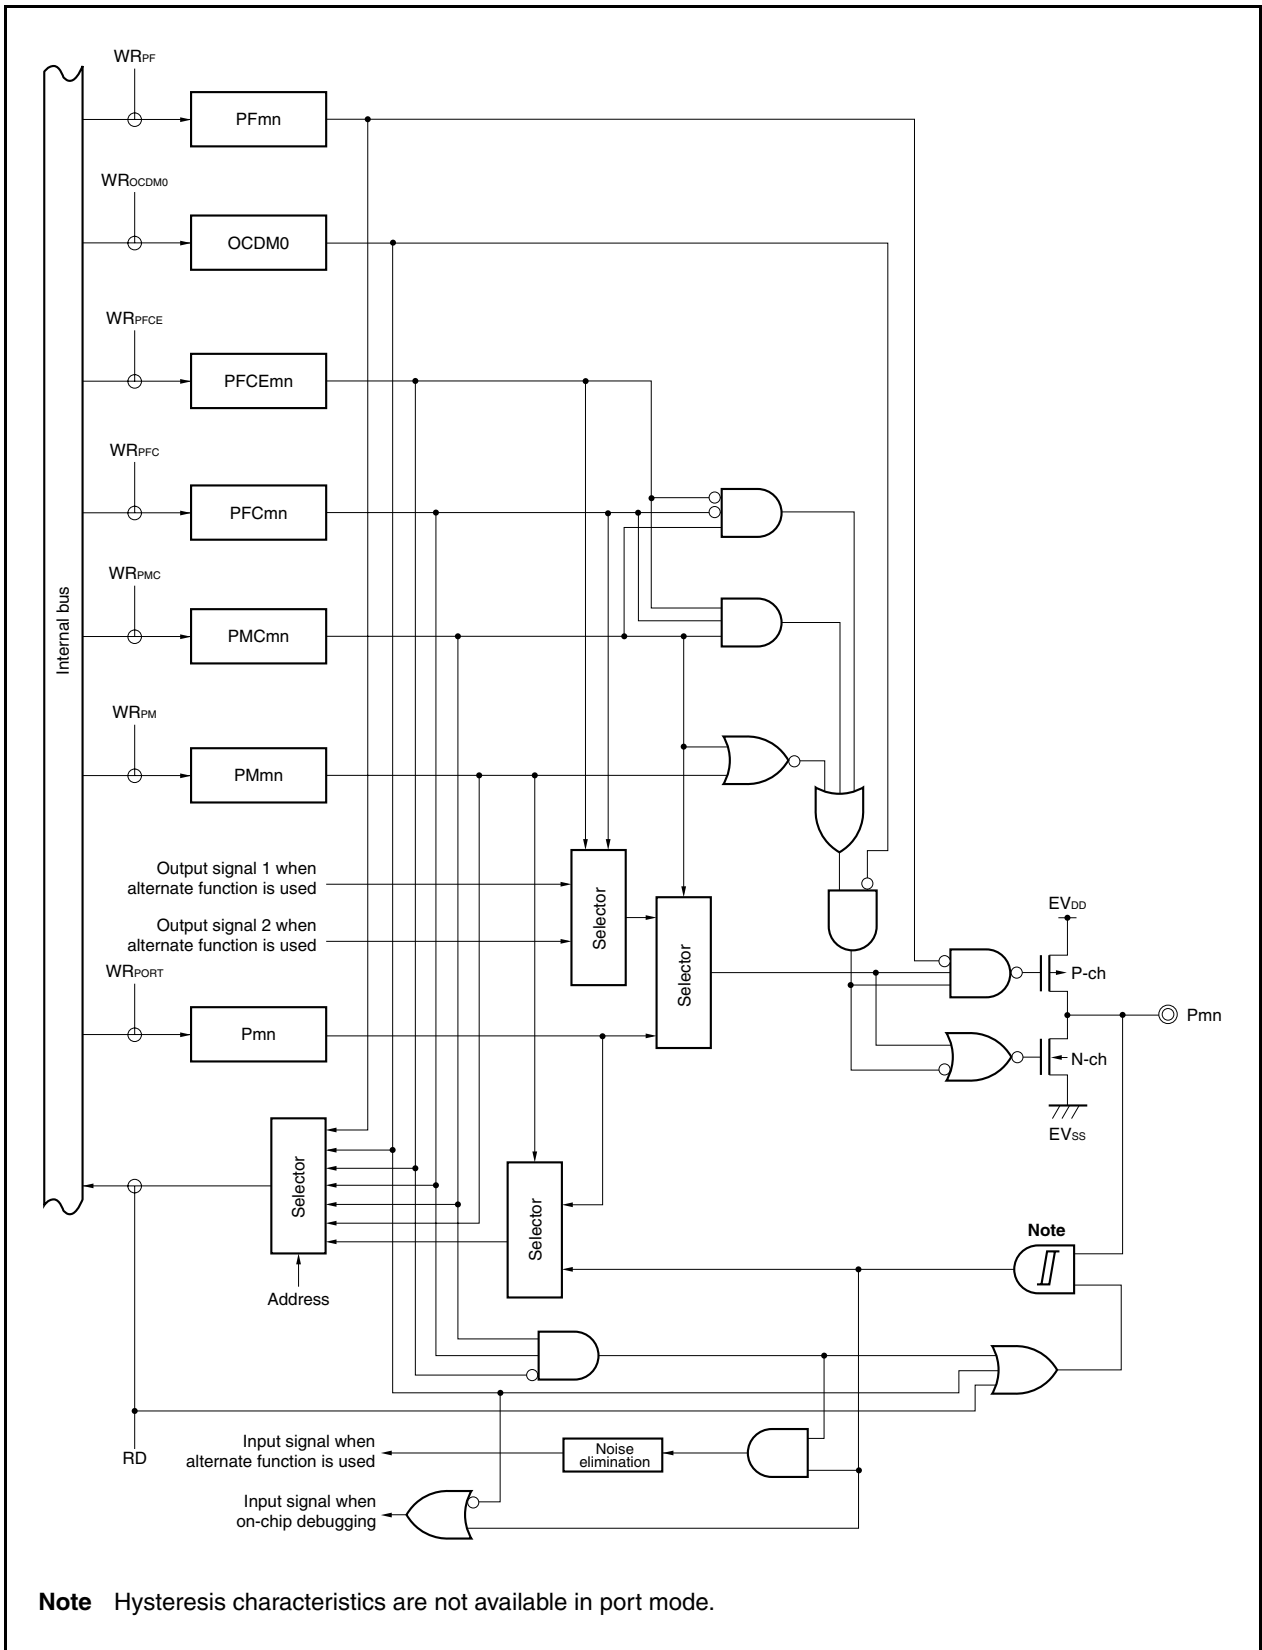 WRPF
PFmn
WROCDM0
OCDM0
WRPFCE
PFCEmn
WRPFC
PFCmn
WRPMC
PMCmn
Internal bus
WRPM
PMmn
Output signal 1 when
alternate function is used
Output signal 2 when
alternate function is used
Selector
Selector
WRPORT
Pmn
EVDD
P-ch
Pmn
N-ch
EVSS
Selector
Address
Selector
Note
RD
Input signal when
alternate function is used
Noise
elimination
Input signal when
on-chip debugging
Note Hysteresis characteristics are not available in port mode.